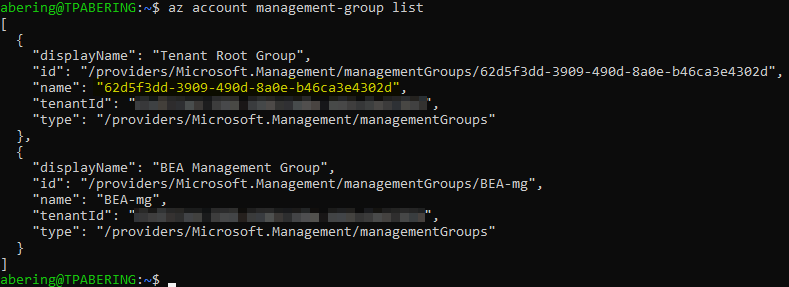 abering@TPABERING:~$ az account management-group list
[
  {
    "displayName": "Tenant Root Group",
    "id": "/providers/Microsoft.Management/managementGroups/62d5f3dd-3909-490d-8a0e-b46ca3e4302d",
    "name": "62d5f3dd-3909-490d-8a0e-b46ca3e4302d",
    "tenantId": "",
    "type": "/providers/Microsoft.Management/managementGroups"
  },
  {
    "displayName": "BEA Management Group",
    "id": "/providers/Microsoft.Management/managementGroups/BEA-mg",
    "name": "BEA-mg",
    "tenantId": "",
    "type": "/providers/Microsoft.Management/managementGroups"
  }
]
abering@TPABERING:~$